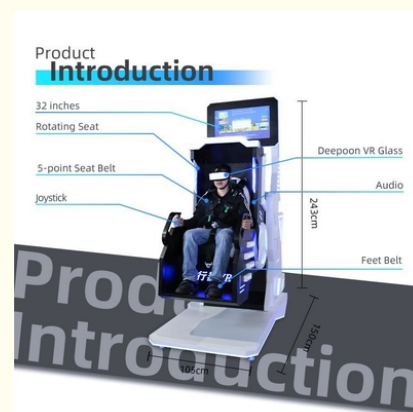 Product
Introduction
32 inches
Rotating Seat
5-point Seat Belt
Joystick
Deepoon VR Glass
Audio
243cm
Feet Belt
150cm
105cm
Introduction